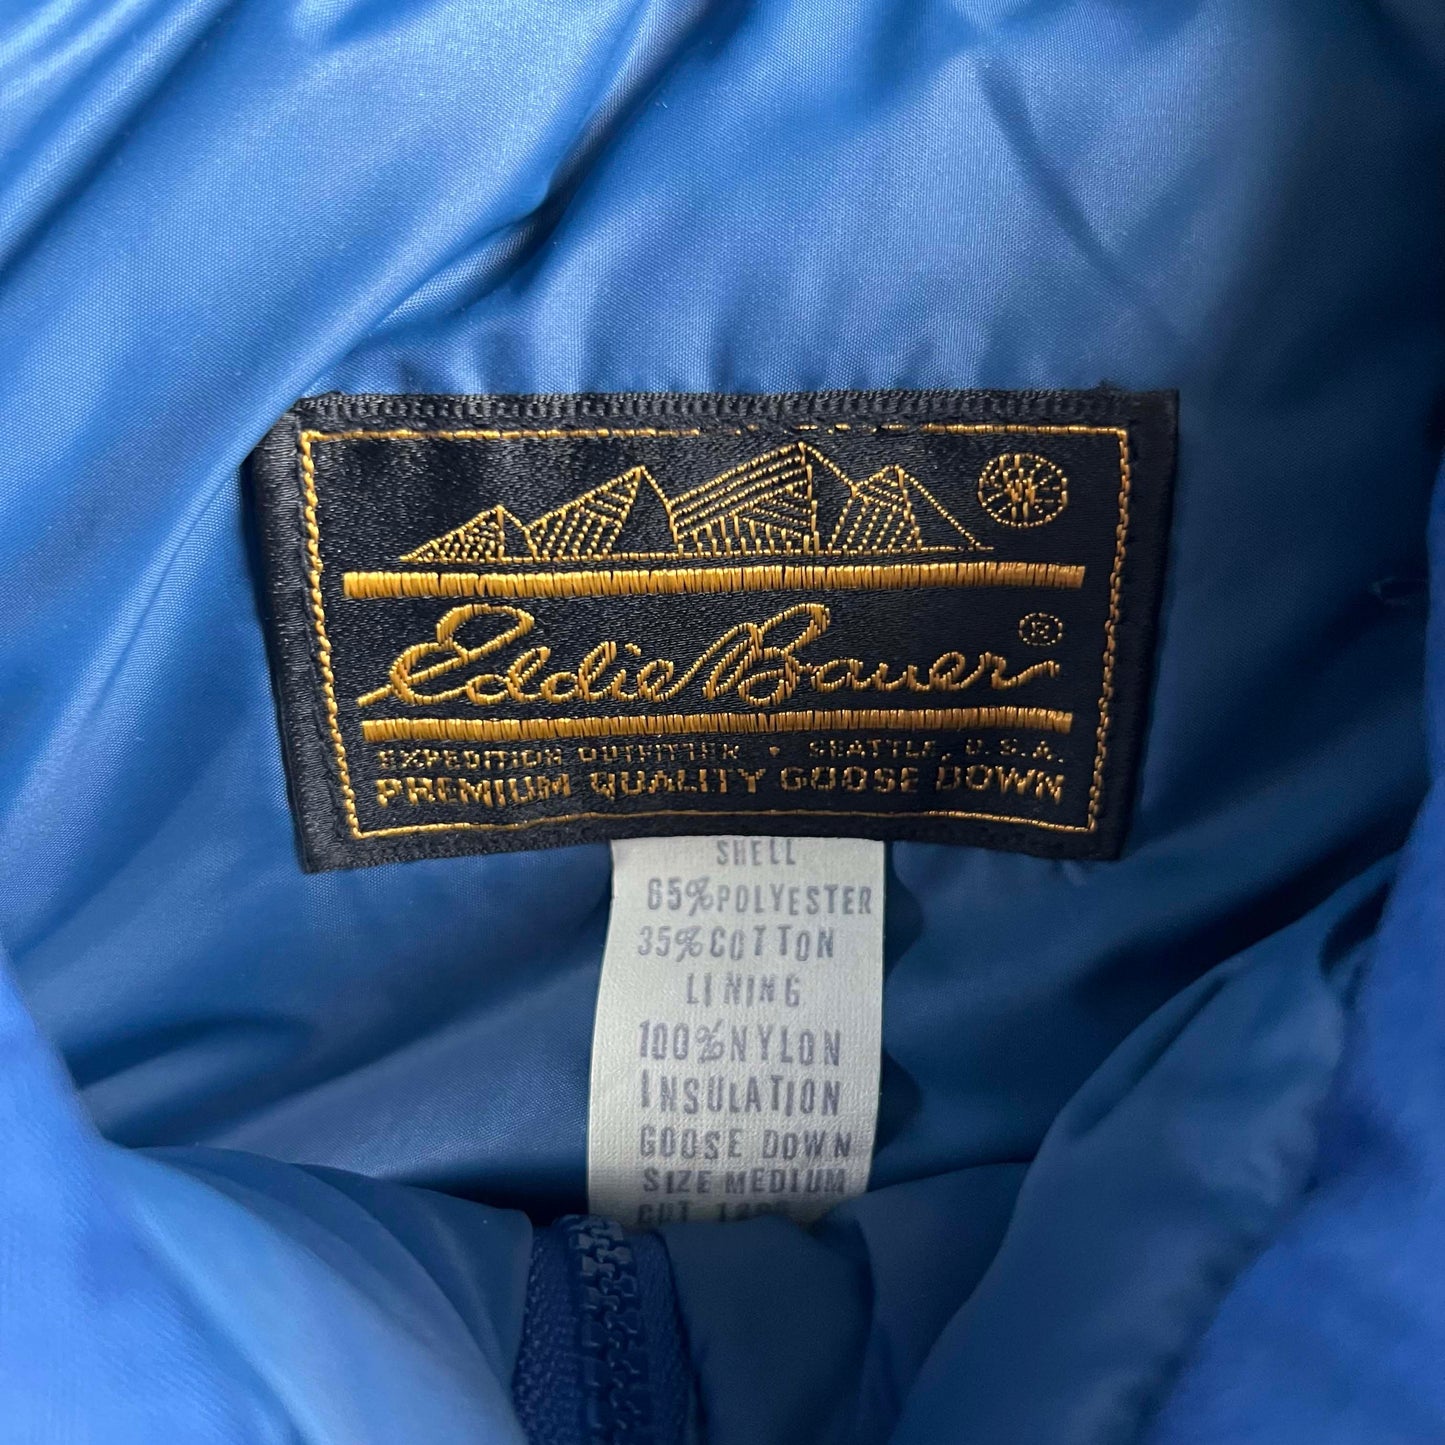 Eddie Bauer ®
EXPEDITION OUTFITTER • SEATTLE, U.S.A.
PREMIUM QUALITY GOOSE DOWN
SHELL
65% POLYESTER
35% COTTON
LINING
100% NYLON
INSULATION
GOOSE DOWN
SIZE MEDIUM
CUT